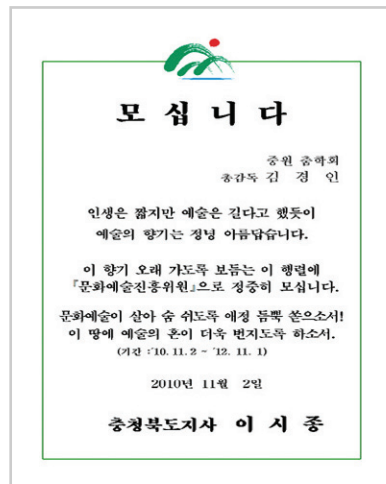 모 십 니 다
중원 춤학회
총감독 김 경 인
인생은 짧지만 예술은 길다고 했듯이
예술의 향기는 정녕 아름답습니다.
이 향기 오래 가도록 보듬는 이 행렬에
『문화예술진흥위원』으로 정중히 모십니다.
문화예술이 살아 숨 쉬도록 애정 듬뿍 쏟으소서!
이 땅에 예술의 혼이 더욱 번지도록 하소서.
(기간 :'10. 11. 2 ~ '12. 11. 1)
2010년 11월 2일
충청북도지사 이 시 종